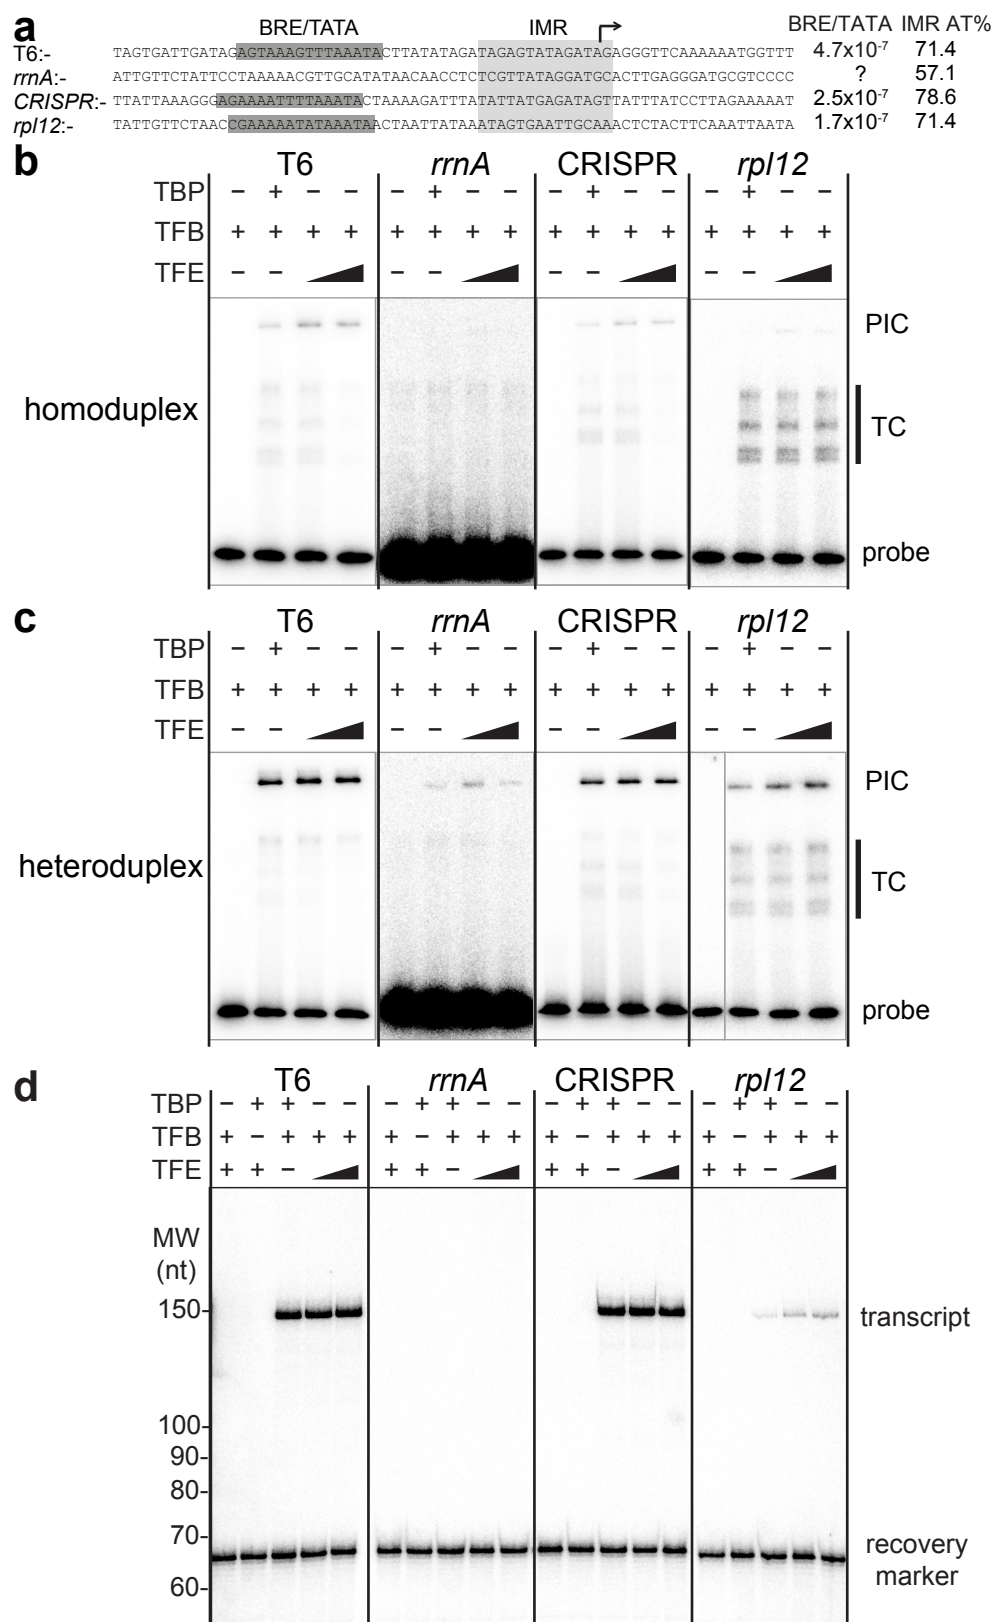 a BRE/TATA IMR BRE/TATA IMR AT%
T6:- TAGTGATTGATAGAGTAAAGTTTAAATACTTATATAGATAGAGTATAGATAGAGGGTTCAAAAAATGGTTT 4.7x10⁻⁷ 71.4
rrnA:- ATTGTTCTATTCCTAAAAACGTTGCATATAACAACCTCTCGTTATAGGATGCACTTGAGGGATGCGTCCCC ? 57.1
CRISPR:- TTATTAAAGGGAGAAAATTTTAAATACTAAAAGATTTATATTATGAGATAGTTATTTATCCTTAGAAAAAT 2.5x10⁻⁷ 78.6
rpl12:- TATTGTTCTAACCGAAAAATATAAATAACTAATTATAAATAGTGAATTGCAAACTCTACTTCAAATTAATA 1.7x10⁻⁷ 71.4
b T6 rrnA CRISPR rpl12
TBP − + − − − + − − − + − − − + − −
TFB + + + + + + + + + + + + + + + +
TFE − − − − − − − −
PIC
homoduplex
TC
probe
c T6 rrnA CRISPR rpl12
TBP − + − − − + − − − + − − − + − −
TFB + + + + + + + + + + + + + + + +
TFE − − − − − − − −
PIC
heteroduplex
TC
probe
d T6 rrnA CRISPR rpl12
TBP − + + − − − + + − − − + + − − − + + − −
TFB + − + + + + − + + + + − + + + + − + + +
TFE + + − + + − + + − + + −
MW
(nt)
150-
transcript
100-
90-
80-
70-
60-
recovery
marker